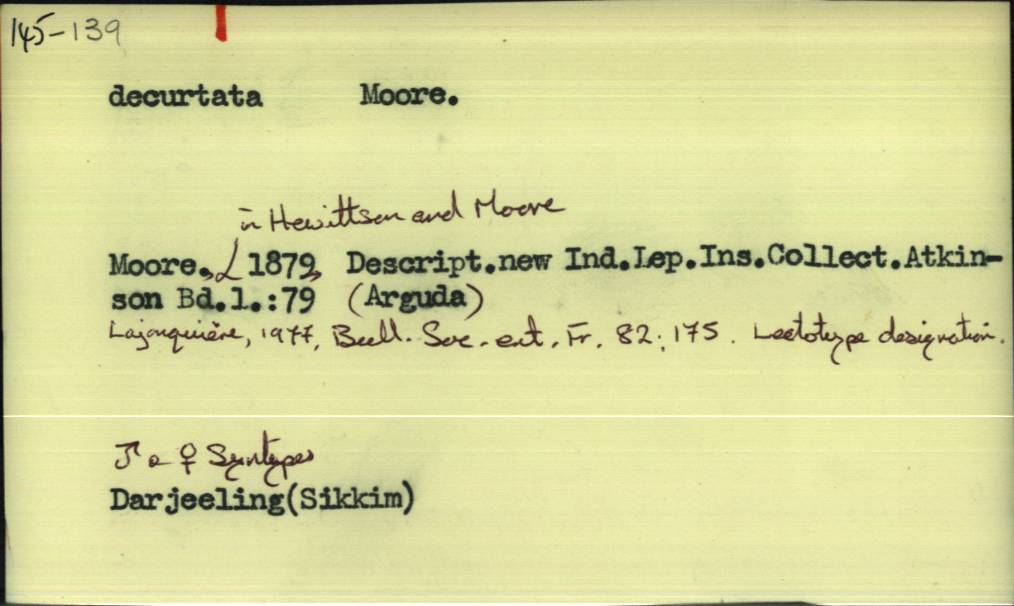 145-139
decurtata Moore.
in Hewittson and Moore
Moore., 1879, Descript.new Ind.Lep.Ins.Collect.Atkin-
son Bd.1.:79 (Arguda)
Lajonquière, 1977, Bull. Soc. ent. Fr. 82: 175. Lectotype designation.
♂ a ♀ Syntypes
Darjeeling(Sikkim)